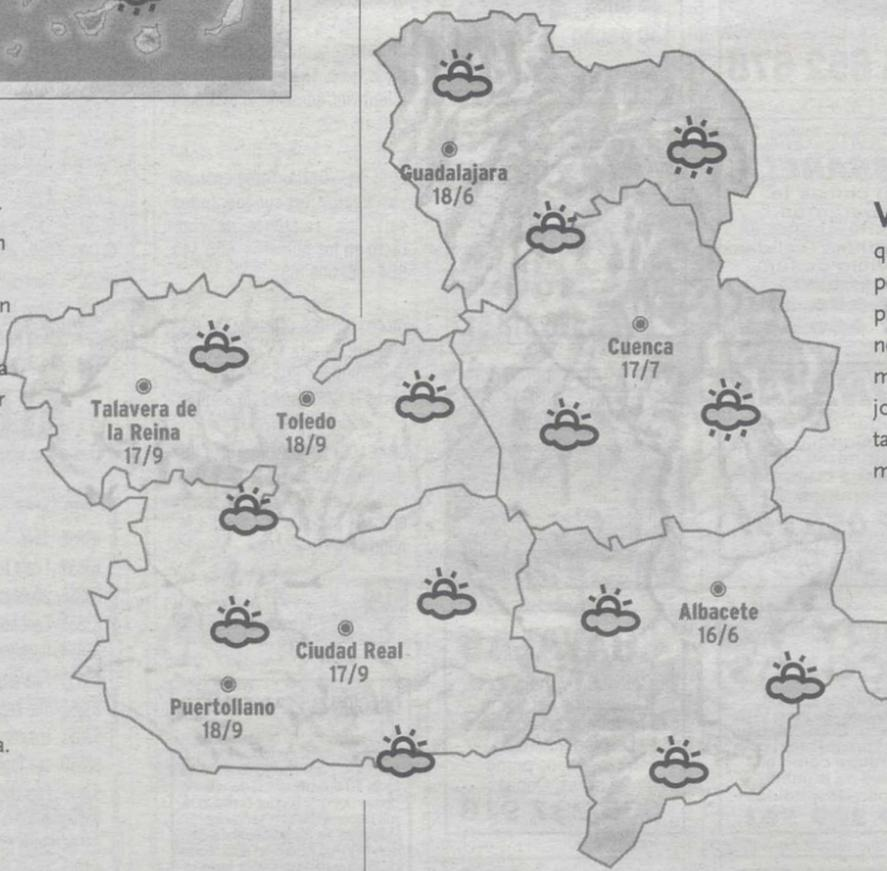 Guadalajara
18/6
Cuenca
17/7
Talavera de
la Reina
17/9
Toledo
18/9
Albacete
16/6
Ciudad Real
17/9
Puertollano
18/9